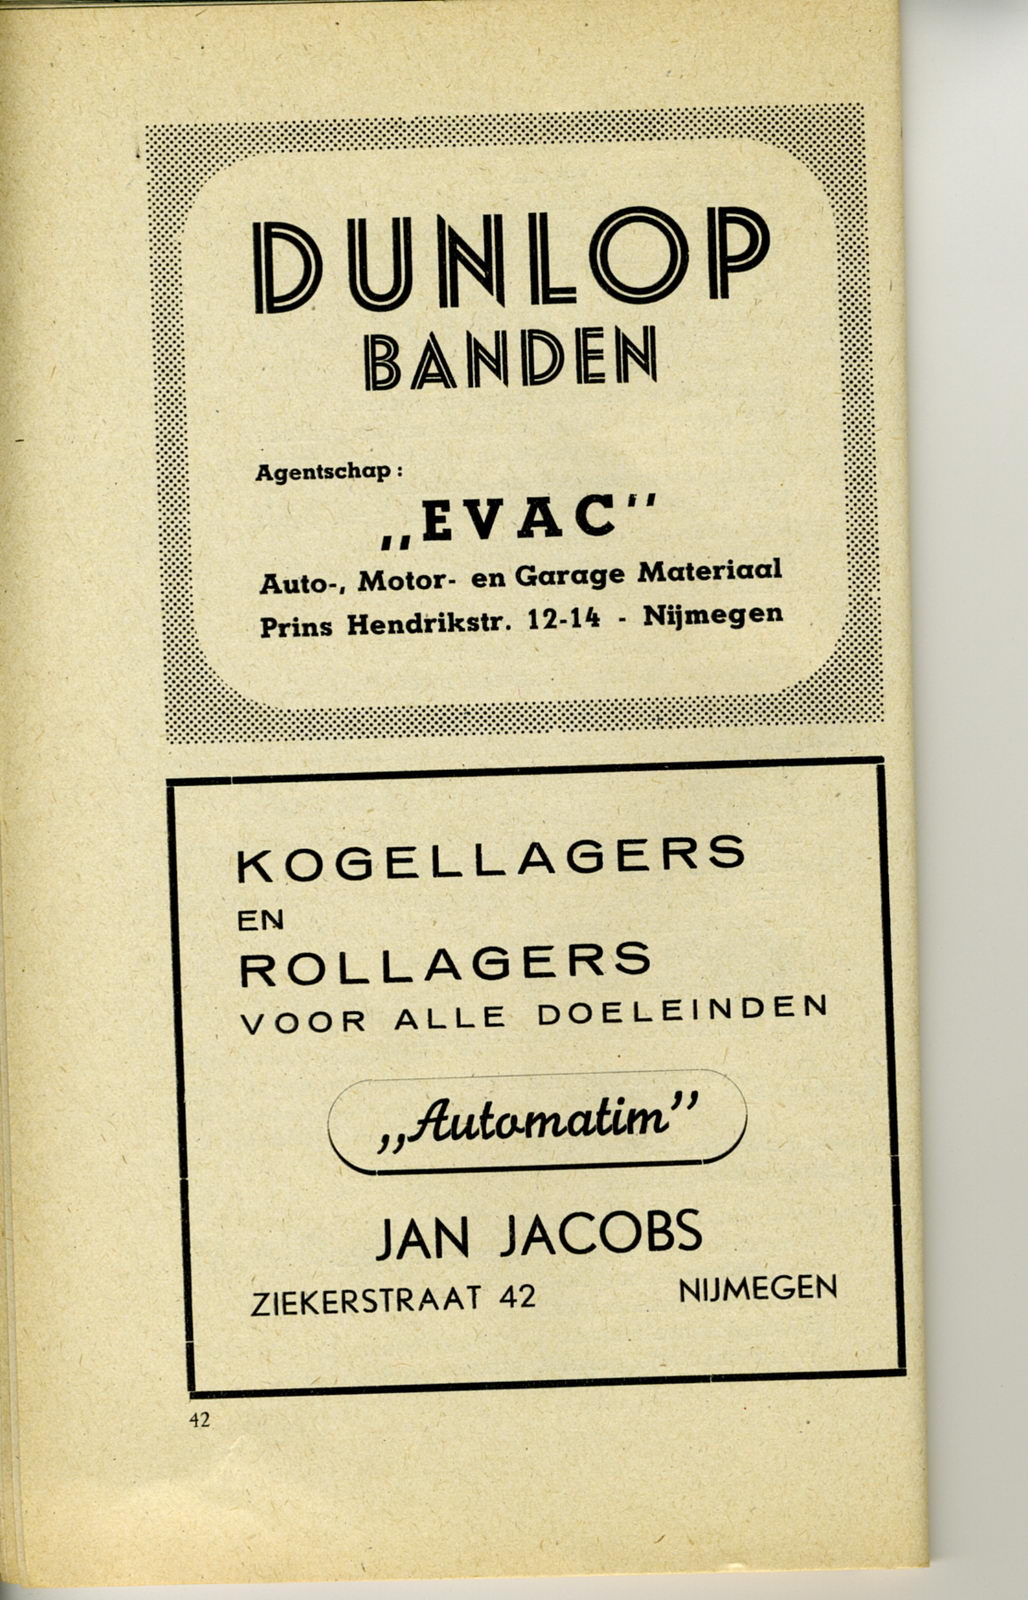 DUNLOP
BANDEN
Agentschap:
„EVAC"
Auto-, Motor- en Garage Materiaal
Prins Hendrikstr. 12-14 - Nijmegen
KOGELLAGERS
EN
ROLLAGERS
VOOR ALLE DOELEINDEN
„Automatim”
JAN JACOBS
ZIEKERSTRAAT 42 NIJMEGEN
42